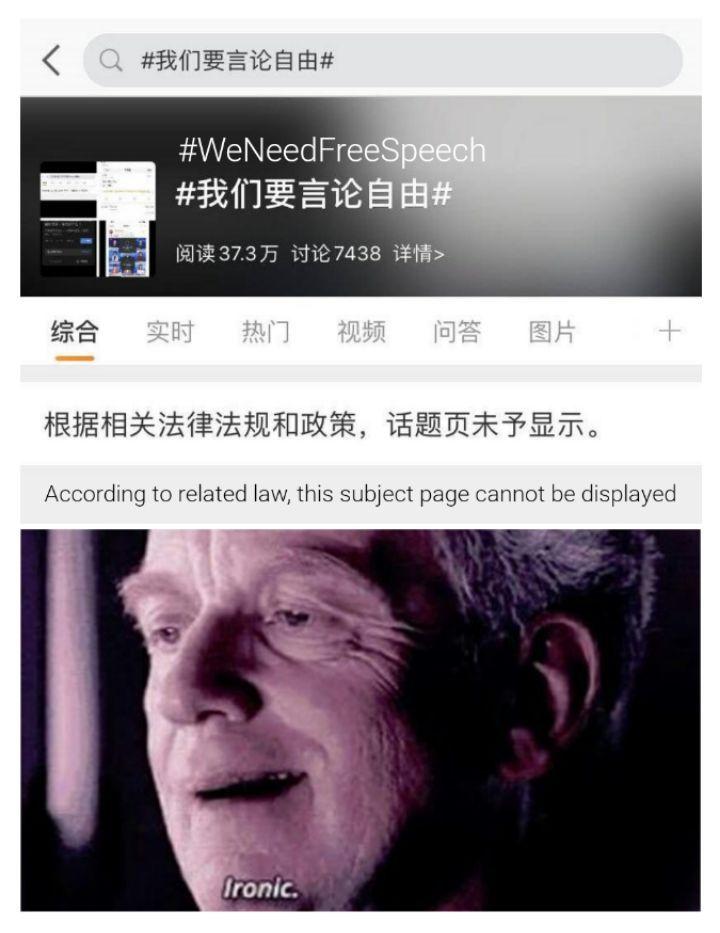 #我们要言论自由#
#WeNeedFreeSpeech
#我们要言论自由#
阅读37.3万 讨论7438 详情>
综合 实时 热门 视频 问答 图片
根据相关法律法规和政策，话题页未予显示。
According to related law, this subject page cannot be displayed
Ironic.